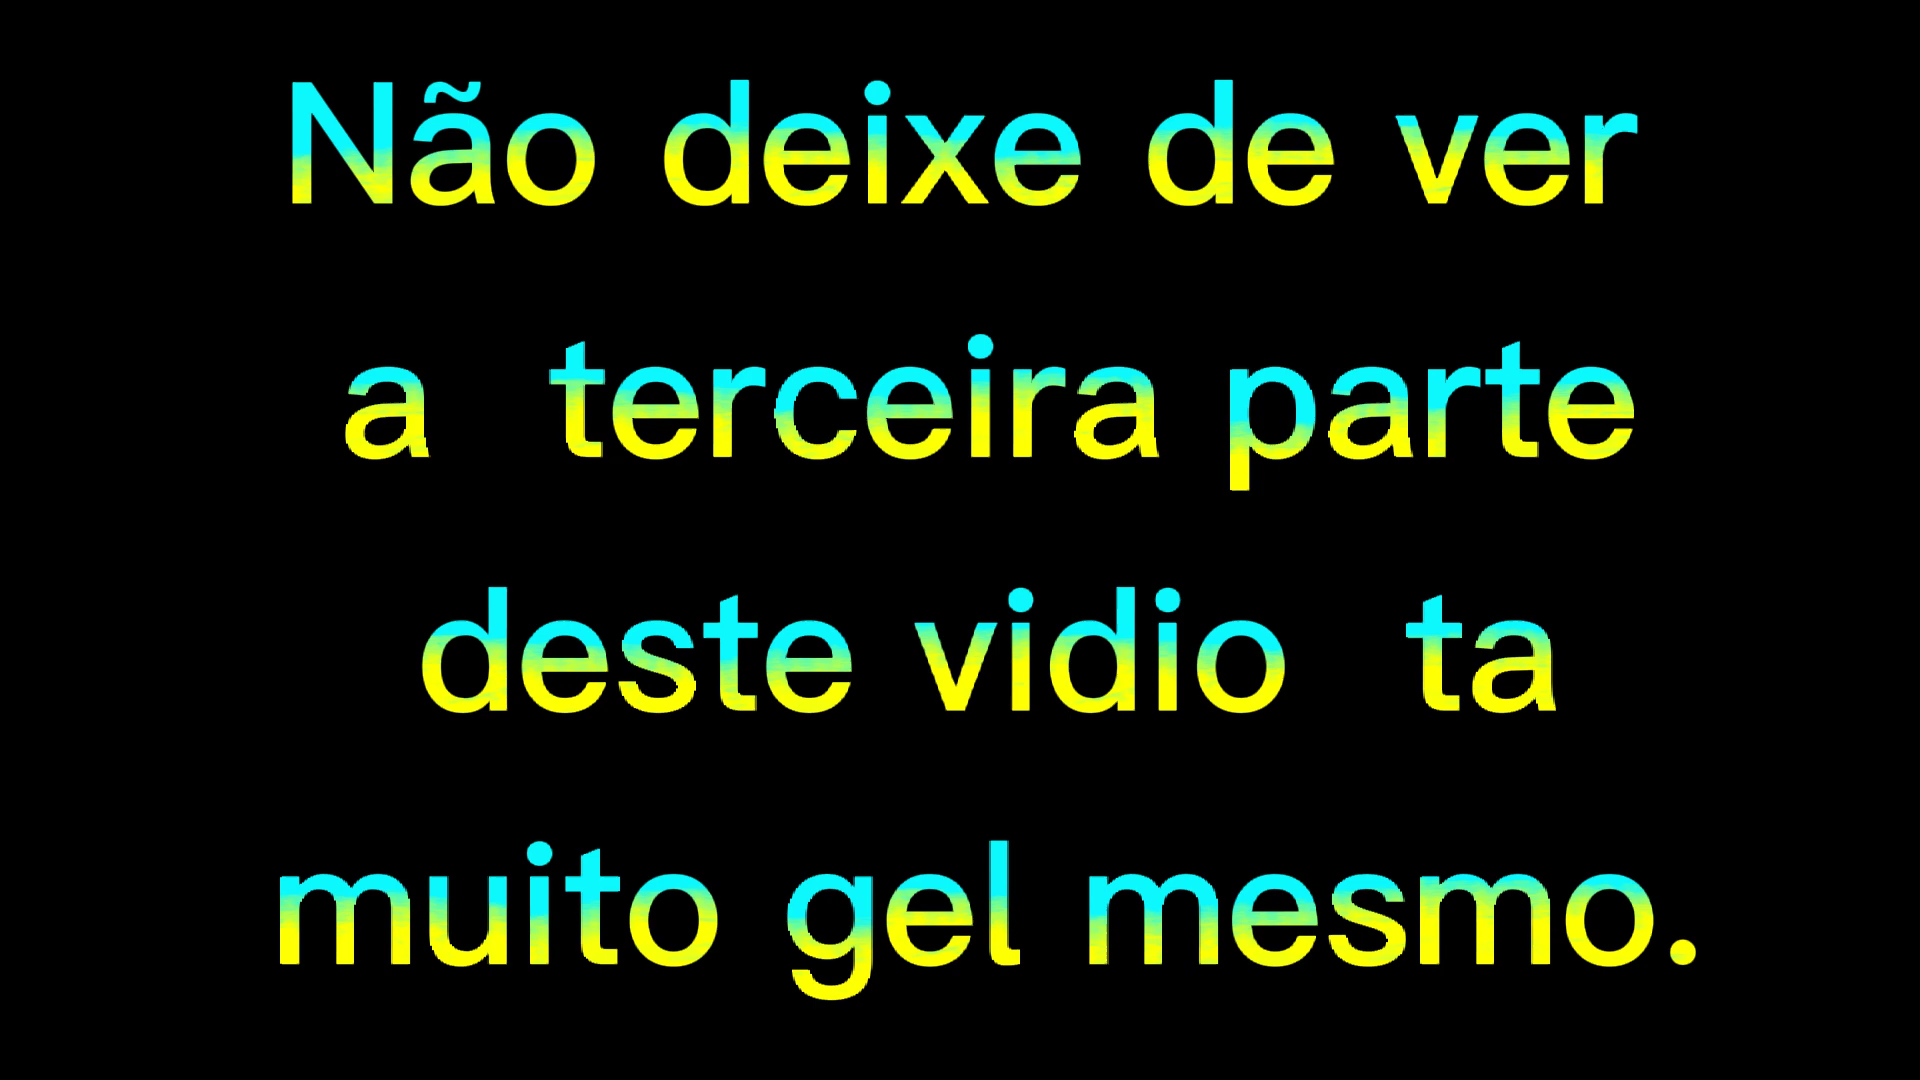 Não deixe de ver
a terceira parte
deste vidio ta
muito gel mesmo.